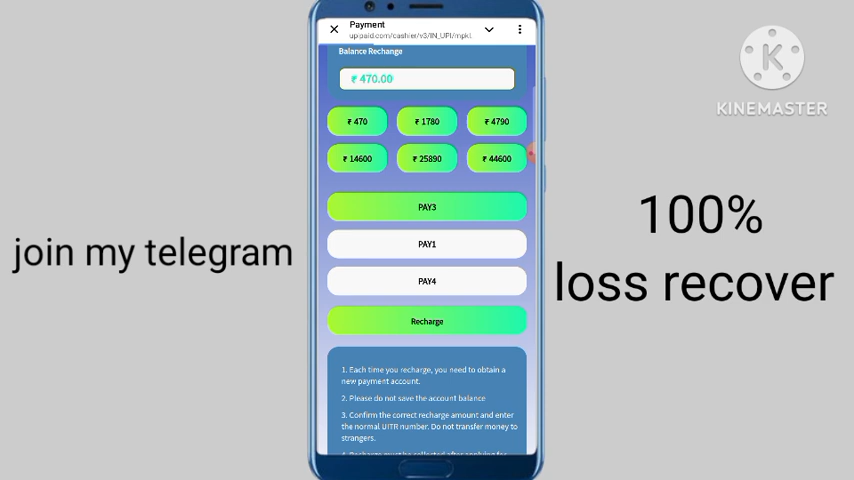 Payment
Balance Recharge
₹ 470.00
₹ 470
₹ 1780
₹ 4790
₹ 14600
₹ 25890
₹ 44600
PAY3
PAY1
PAY4
Recharge
1. Each time you recharge, you need to obtain a
new payment account.
2. Please do not save the account balance
3. Confirm the correct recharge amount and enter
the normal UITR number. Do not transfer money to
strangers.
join my telegram
100%
loss recover
KINEMASTER